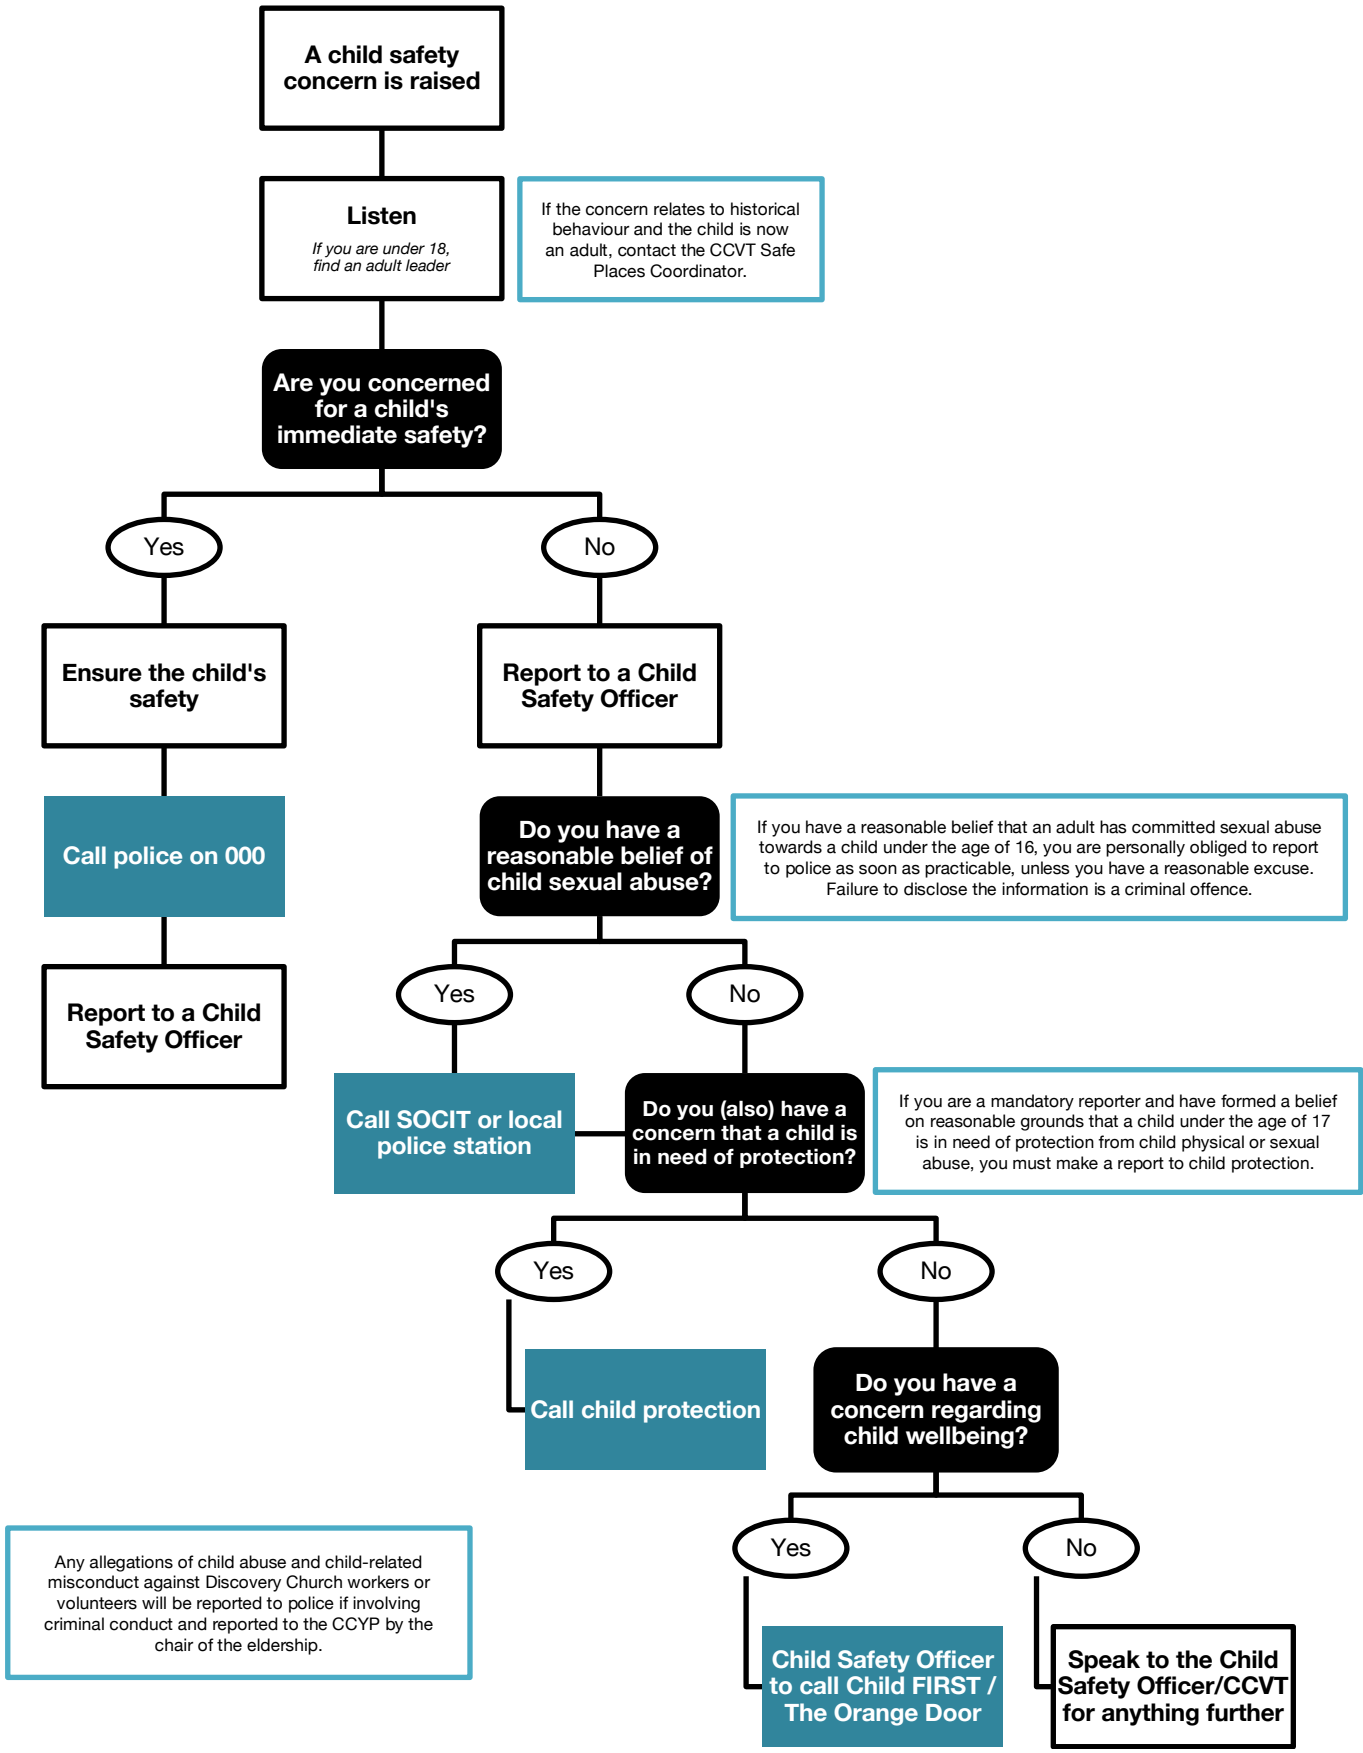 A child safety
concern is raised
Listen
If you are under 18,
find an adult leader
If the concern relates to historical
behaviour and the child is now
an adult, contact the CCVT Safe
Places Coordinator.
Are you concerned
for a child's
immediate safety?
Yes
No
Ensure the child's
safety
Report to a Child
Safety Officer
Call police on 000
Do you have a
reasonable belief of
child sexual abuse?
If you have a reasonable belief that an adult has committed sexual abuse
towards a child under the age of 16, you are personally obliged to report
to police as soon as practicable, unless you have a reasonable excuse.
Failure to disclose the information is a criminal offence.
Report to a Child
Safety Officer
Yes
No
Call SOCIT or local
police station
Do you (also) have a
concern that a child is
in need of protection?
If you are a mandatory reporter and have formed a belief
on reasonable grounds that a child under the age of 17
is in need of protection from child physical or sexual
abuse, you must make a report to child protection.
Yes
No
Call child protection
Do you have a
concern regarding
child wellbeing?
Yes
No
Any allegations of child abuse and child-related
misconduct against Discovery Church workers or
volunteers will be reported to police if involving
criminal conduct and reported to the CCYP by the
chair of the eldership.
Child Safety Officer
to call Child FIRST /
The Orange Door
Speak to the Child
Safety Officer/CCVT
for anything further